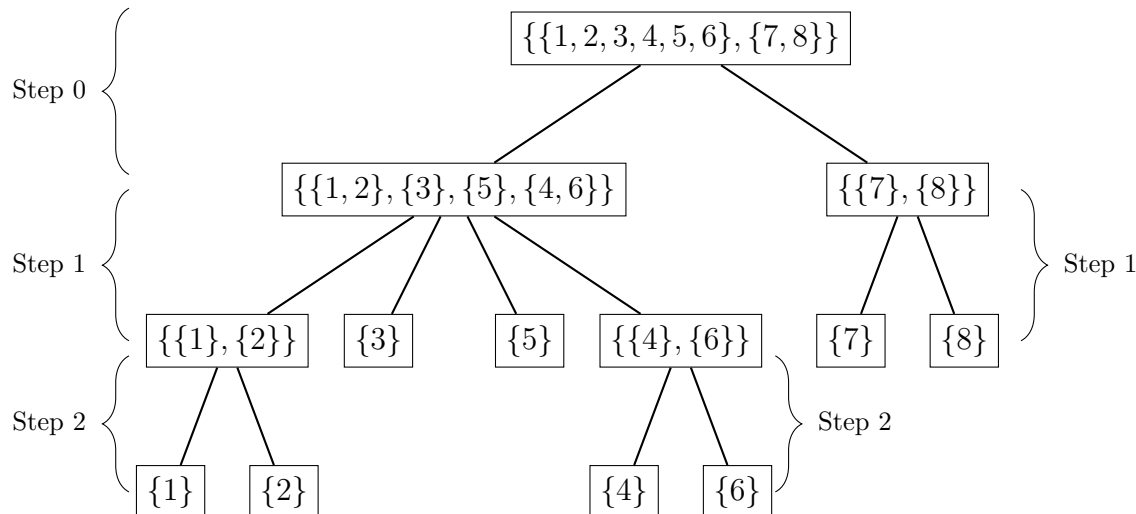 {{1, 2, 3, 4, 5, 6}, {7, 8}}
Step 0
{{1, 2}, {3}, {5}, {4, 6}}
{{7}, {8}}
Step 1
Step 1
{{1}, {2}}
{3}
{5}
{{4}, {6}}
{7}
{8}
Step 2
Step 2
{1}
{2}
{4}
{6}